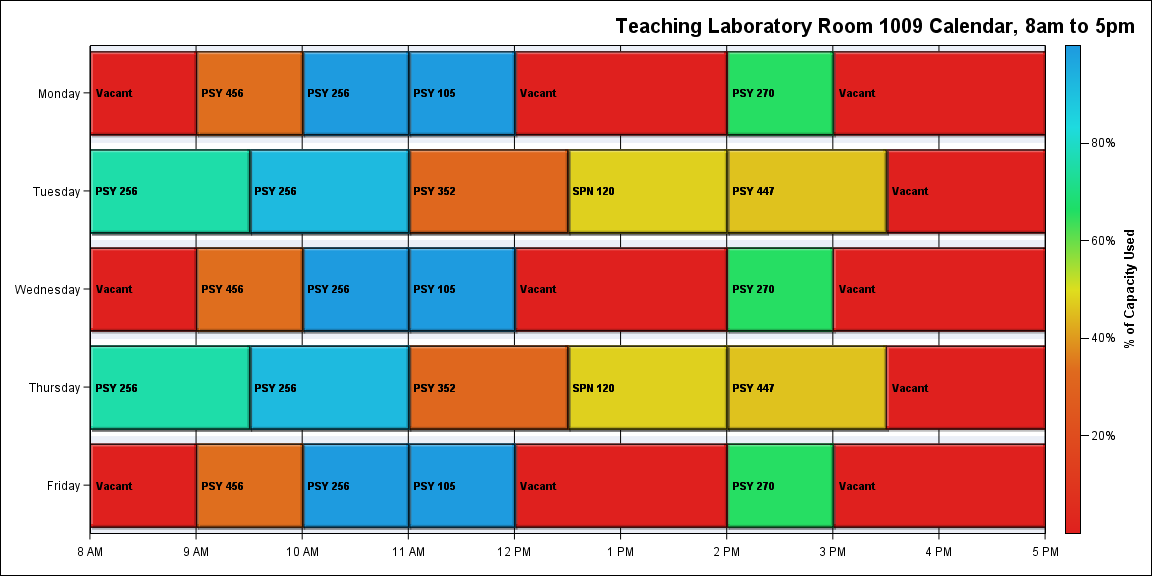 Teaching Laboratory Room 1009 Calendar, 8am to 5pm
Monday
Vacant
PSY 456
PSY 256
PSY 105
Vacant
PSY 270
Vacant
Tuesday
PSY 256
PSY 256
PSY 352
SPN 120
PSY 447
Vacant
Wednesday
Vacant
PSY 456
PSY 256
PSY 105
Vacant
PSY 270
Vacant
Thursday
PSY 256
PSY 256
PSY 352
SPN 120
PSY 447
Vacant
Friday
Vacant
PSY 456
PSY 256
PSY 105
Vacant
PSY 270
Vacant
8 AM
9 AM
10 AM
11 AM
12 PM
1 PM
2 PM
3 PM
4 PM
5 PM
80%
60%
40%
20%
% of Capacity Used